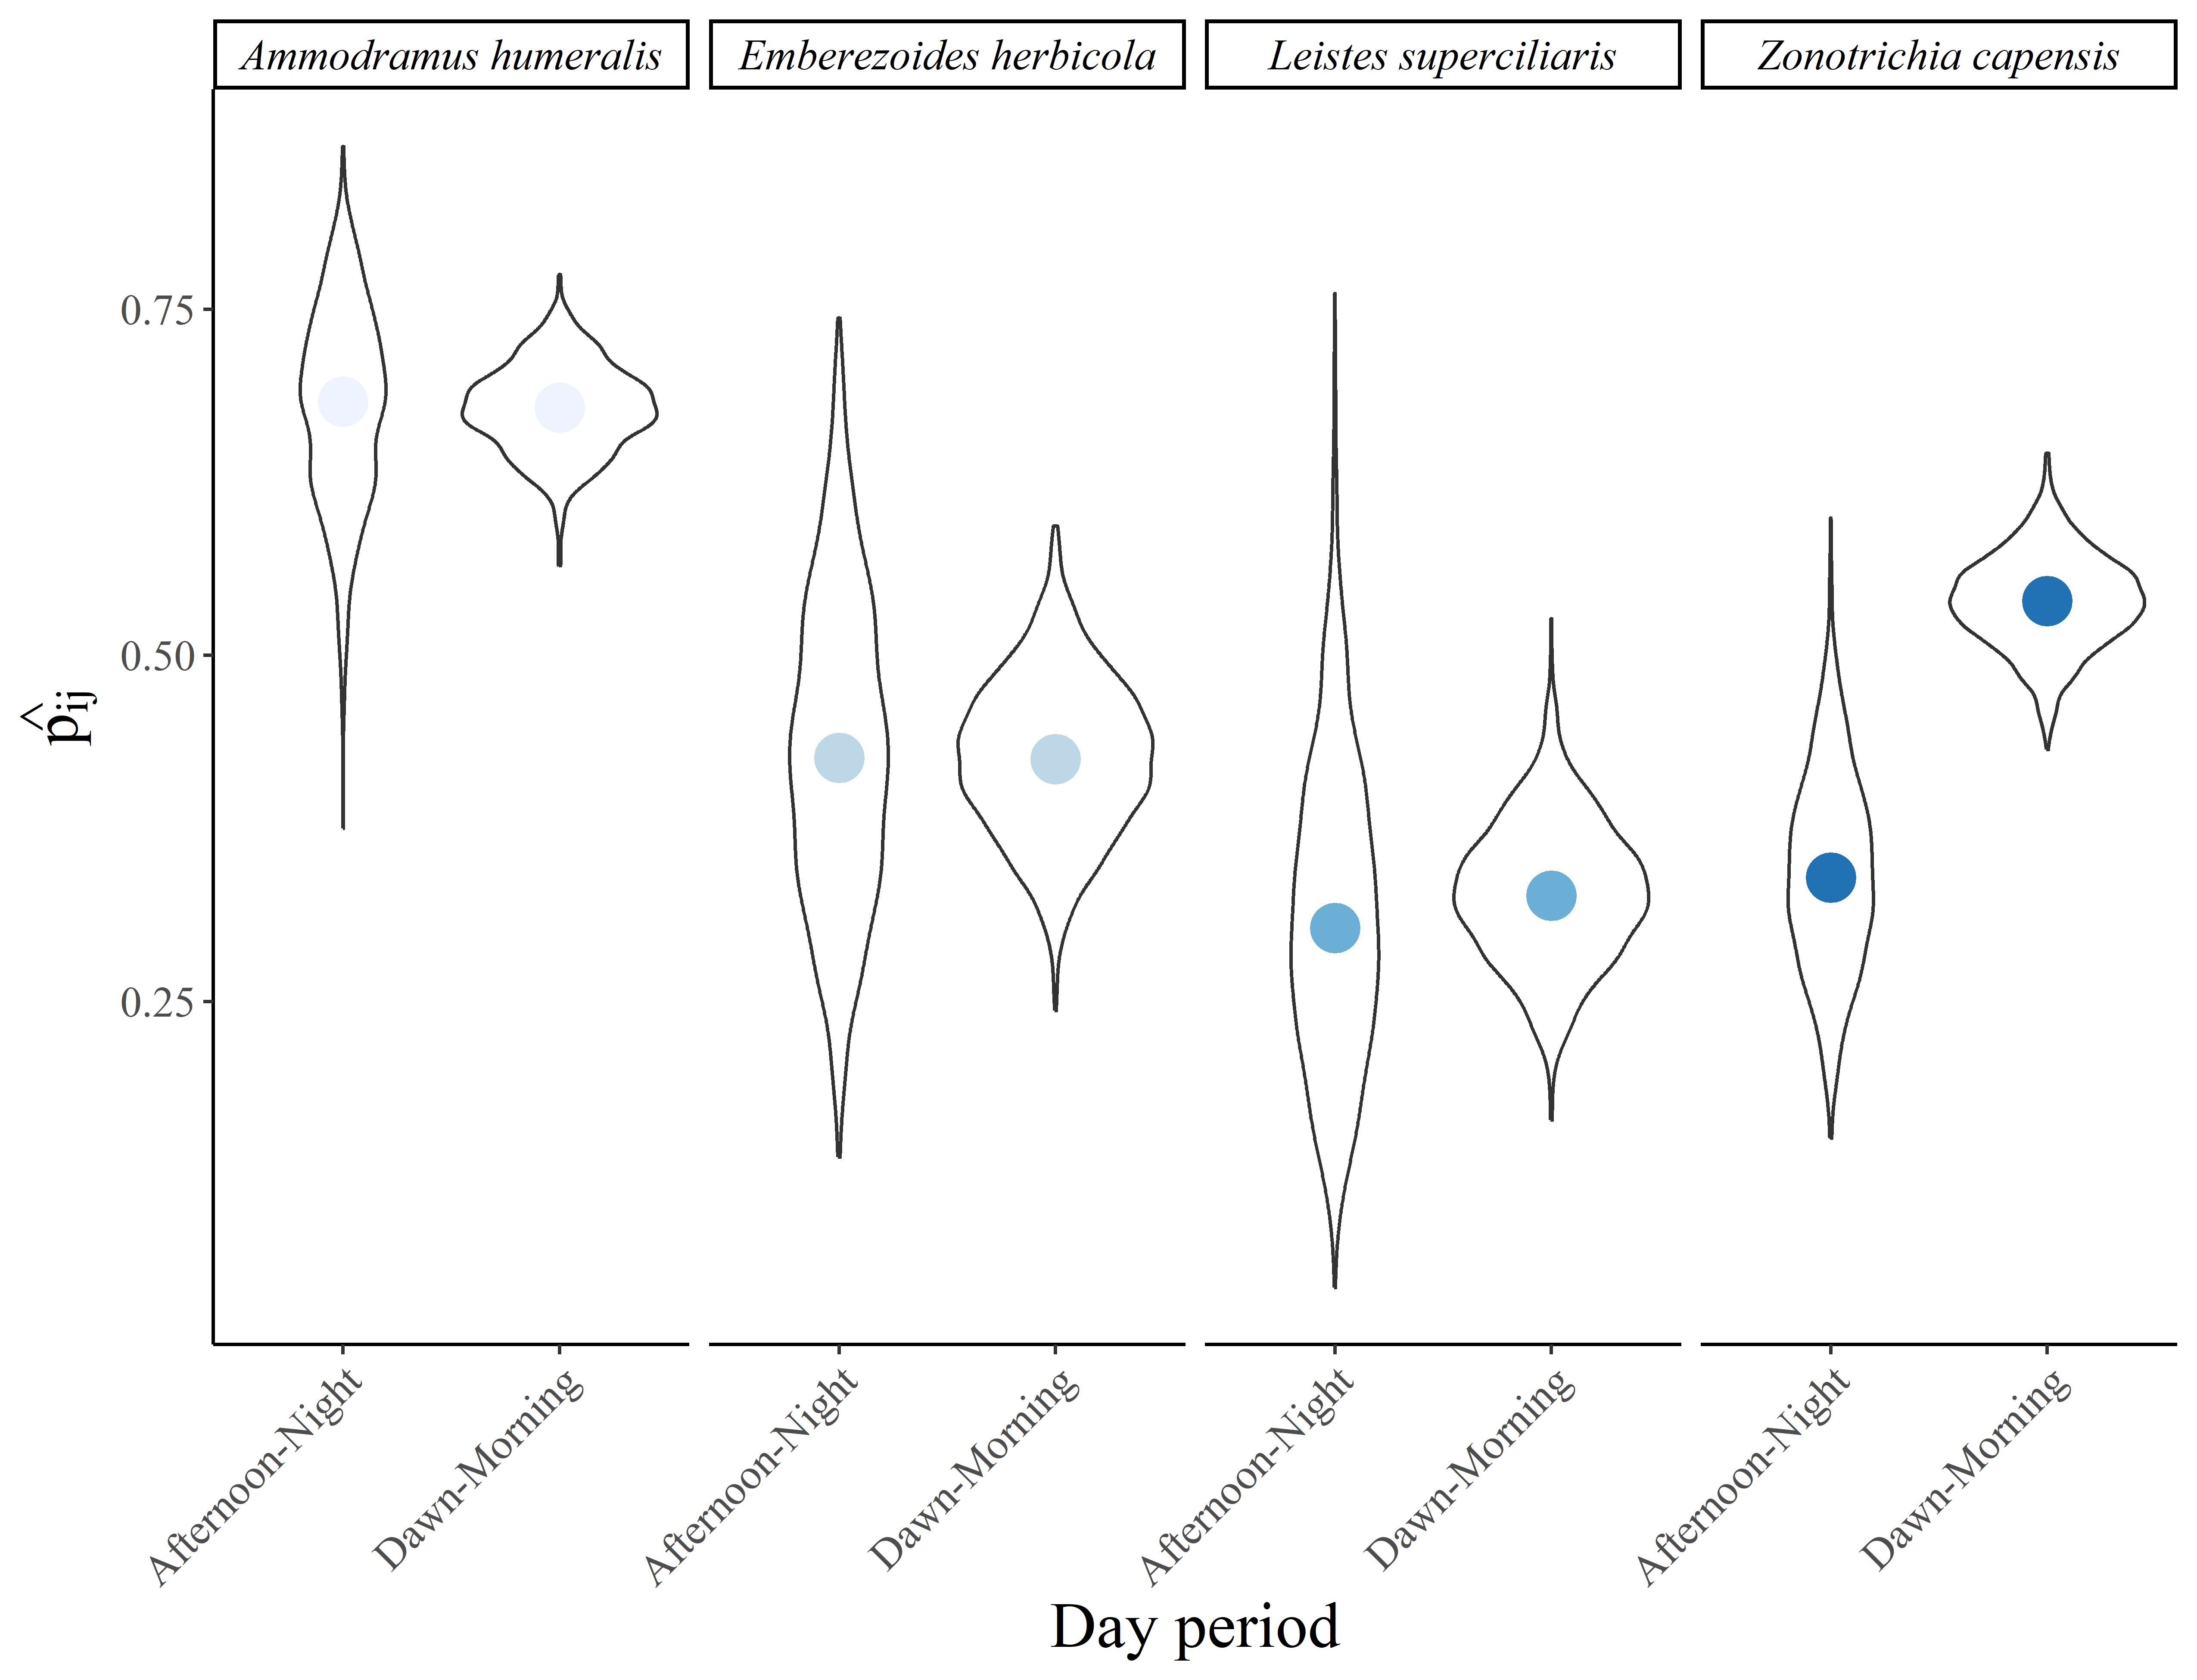 Ammodramus humeralis
Emberezoides herbicola
Leistes superciliaris
Zonotrichia capensis
0.75
0.50
0.25
p̂ij
Afternoon-Night
Dawn-Morning
Afternoon-Night
Dawn-Morning
Afternoon-Night
Dawn-Morning
Afternoon-Night
Dawn-Morning
Day period